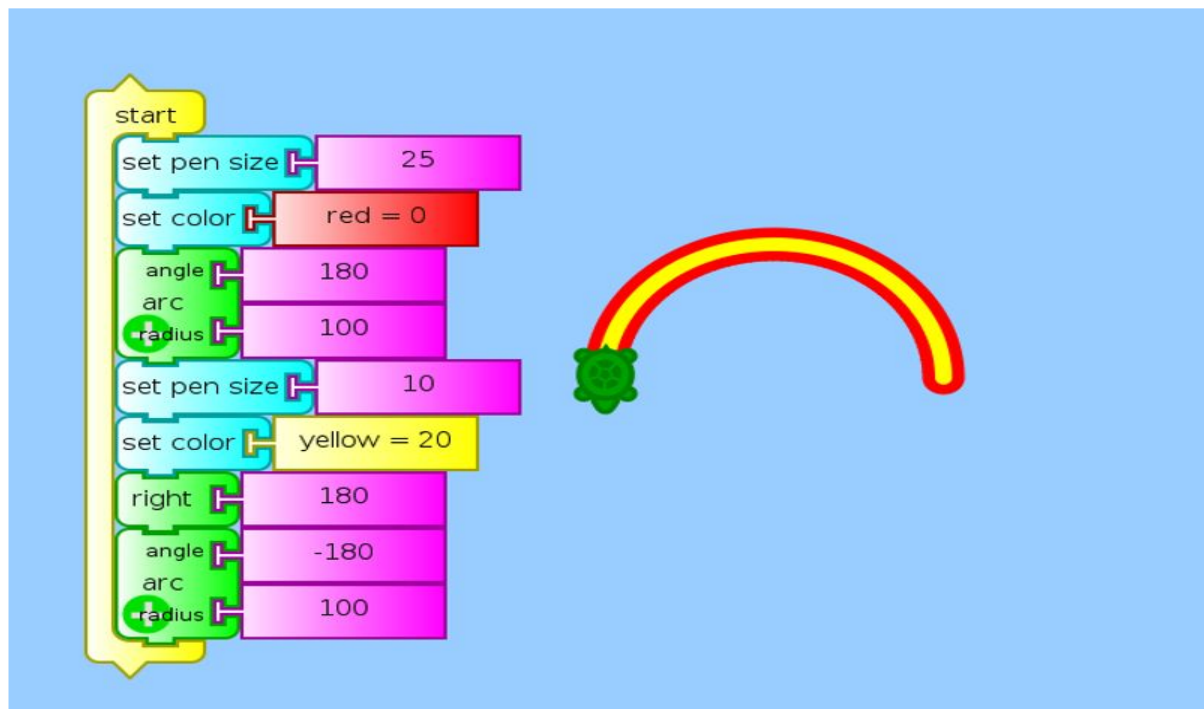 start
set pen size 25
set color red = 0
angle 180
arc
radius 100
set pen size 10
set color yellow = 20
right 180
angle -180
arc
radius 100